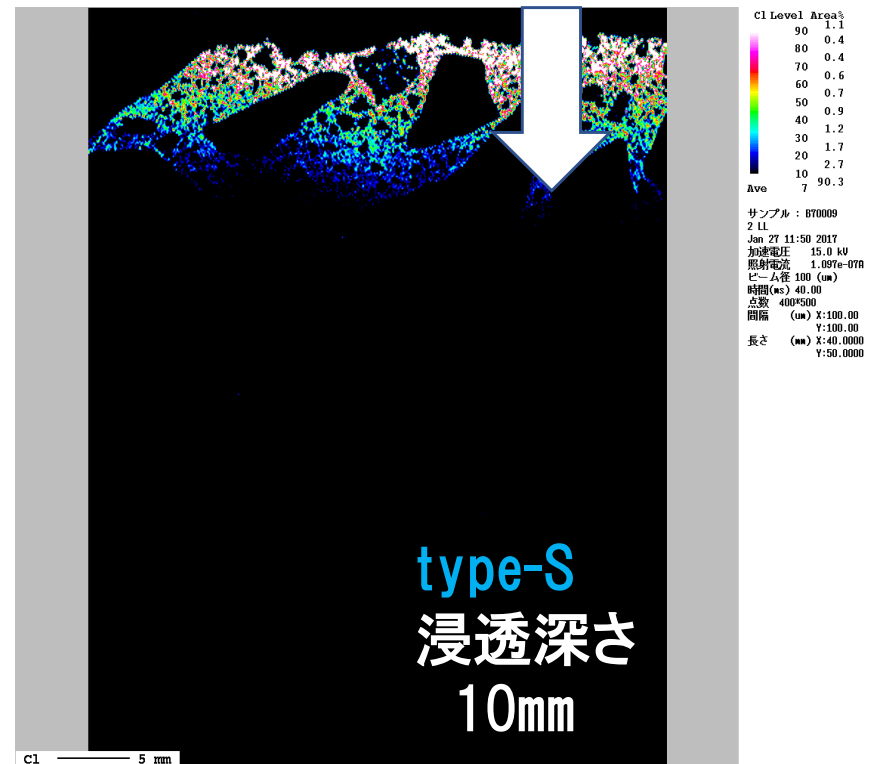 Cl Level Area%
1.1
90
0.4
80
0.4
70
0.6
60
0.7
50
0.9
40
1.2
30
1.7
20
2.7
10
90.3
Ave 7
サンプル : B70009
2 LL
Jan 27 11:50 2017
加速電圧 15.0 kV
照射電流 1.097e-07A
ビーム径 100 (um)
時間(ms) 40.00
点数 400*500
間隔 (um) X:100.00
Y:100.00
長さ (mm) X:40.0000
Y:50.0000
type-S
浸透深さ
10mm
Cl 5 mm